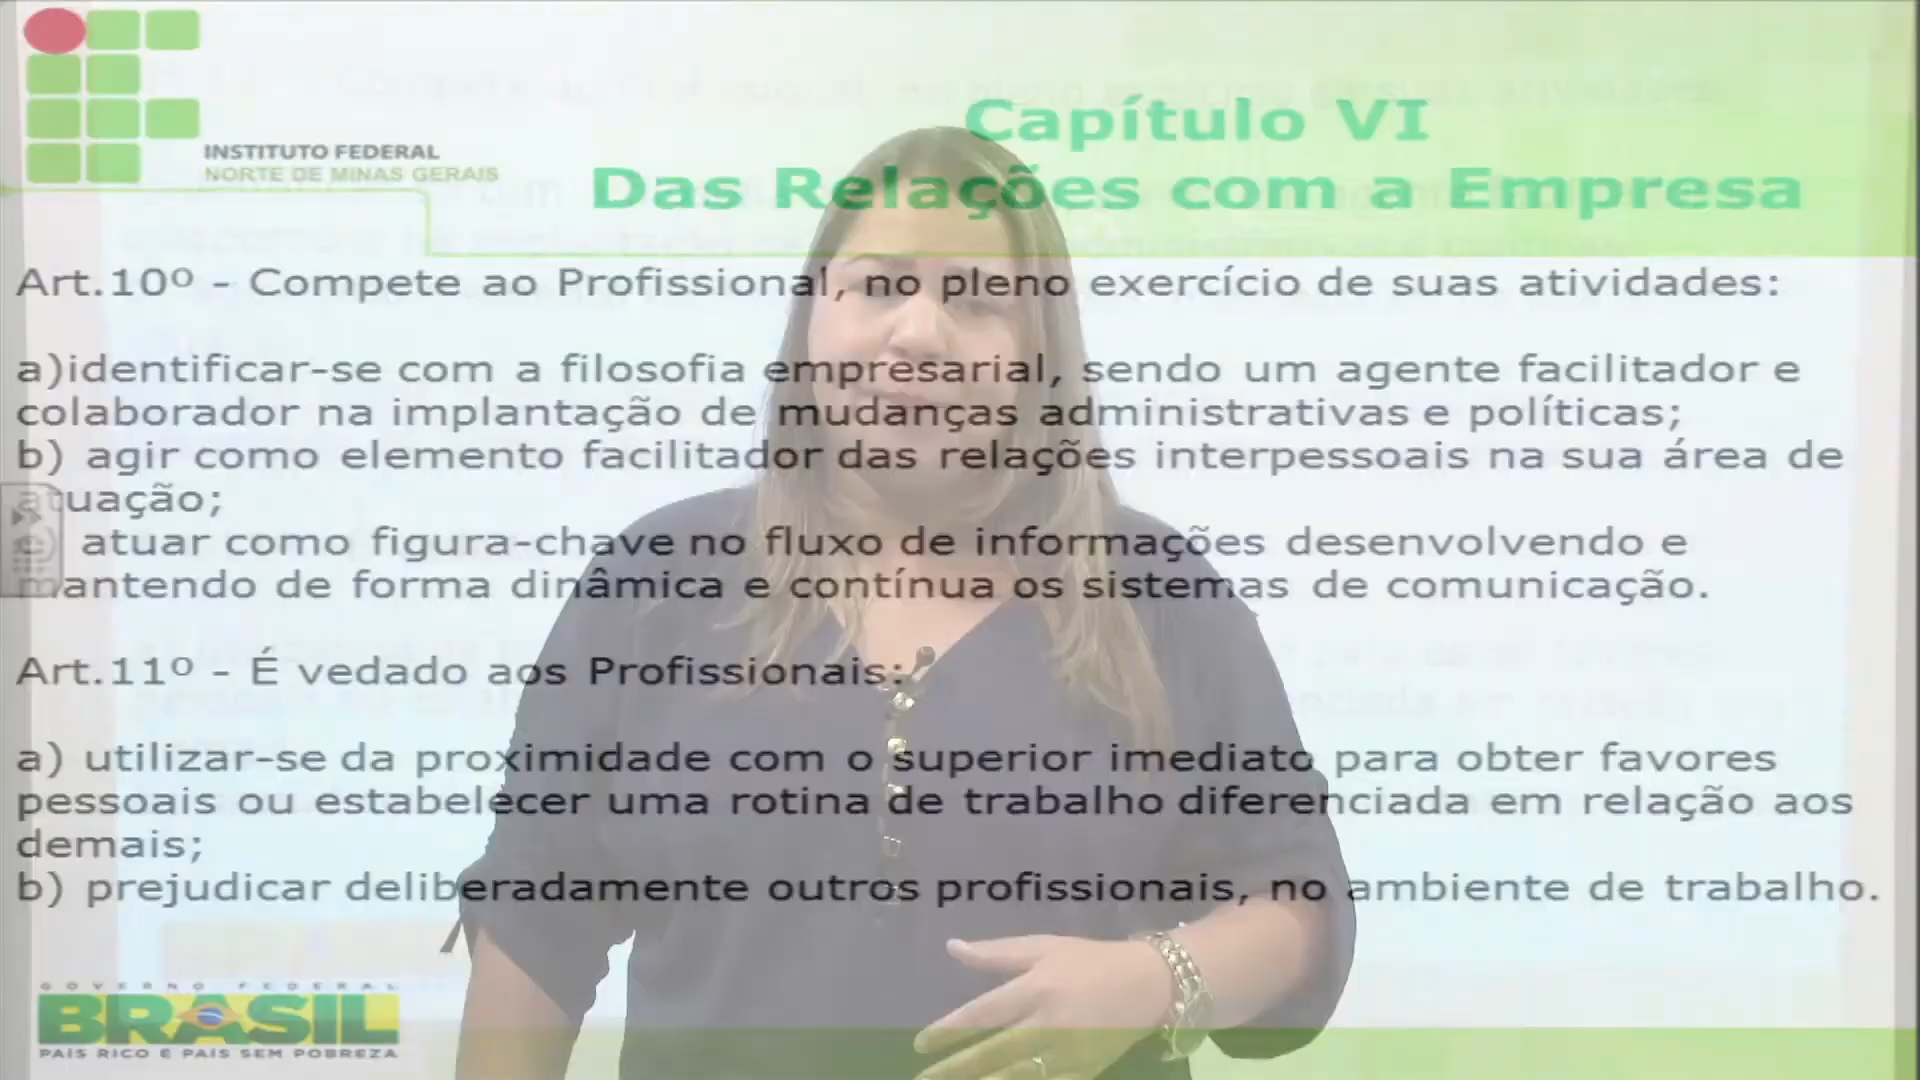 INSTITUTO FEDERAL
NORTE DE MINAS GERAIS
Capítulo VI
Das Relações com a Empresa
Art.10º - Compete ao Profissional, no pleno exercício de suas atividades:
a)identificar-se com a filosofia empresarial, sendo um agente facilitador e
colaborador na implantação de mudanças administrativas e políticas;
b) agir como elemento facilitador das relações interpessoais na sua área de
atuação;
atuar como figura-chave no fluxo de informações desenvolvendo e
mantendo de forma dinâmica e contínua os sistemas de comunicação.
Art.11º - É vedado aos Profissionais:
a) utilizar-se da proximidade com o superior imediato para obter favores
pessoais ou estabelecer uma rotina de trabalho diferenciada em relação aos
demais;
b) prejudicar deliberadamente outros profissionais, no ambiente de trabalho.
GOVERNO FEDERAL
BRASIL
PAÍS RICO É PAÍS SEM POBREZA